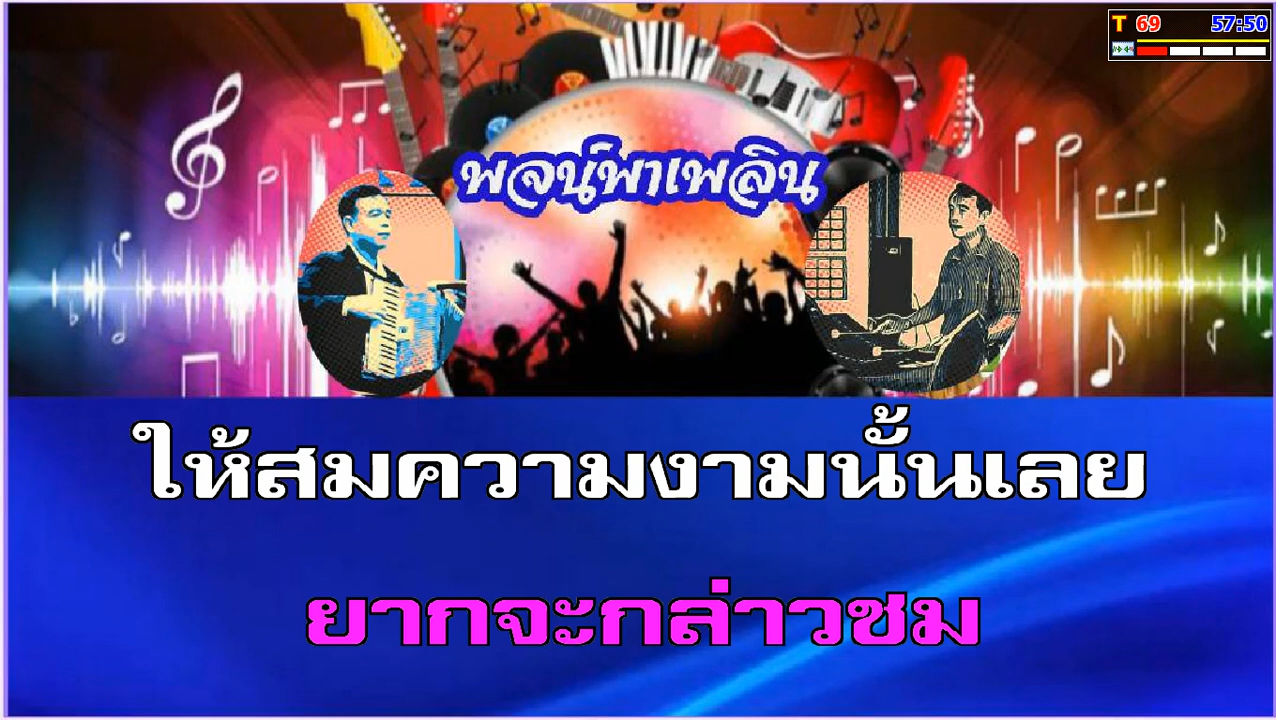 T 69 57:50
พจน์พาเพลิน
ให้สมความงามนั้นเลย
ยากจะกล่าวชม